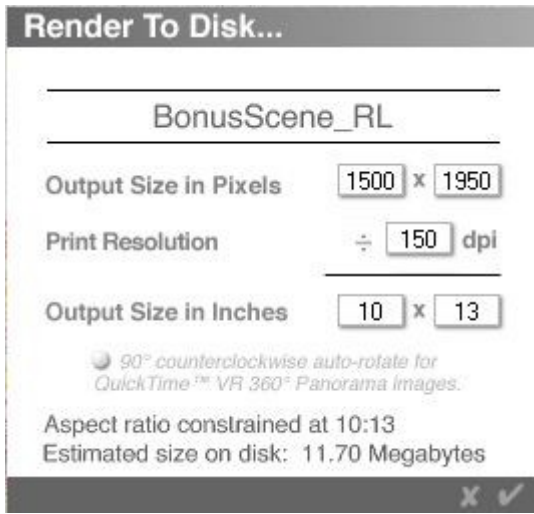 Render To Disk...
BonusScene_RL
Output Size in Pixels 1500 x 1950
Print Resolution ÷ 150 dpi
Output Size in Inches 10 x 13
90° counterclockwise auto-rotate for
QuickTime™ VR 360° Panorama images.
Aspect ratio constrained at 10:13
Estimated size on disk: 11.70 Megabytes